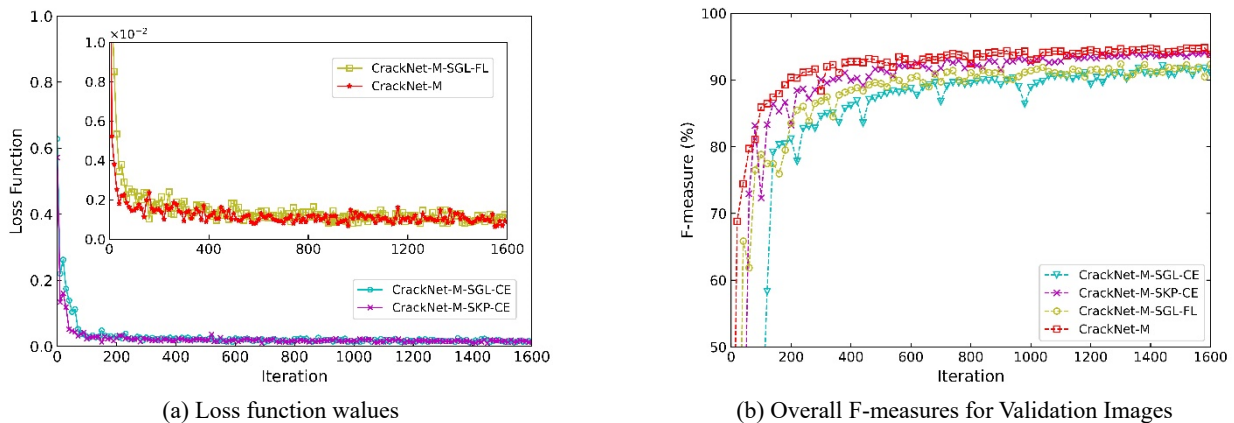 1.0
0.8
0.6
0.4
0.2
0.0
Loss Function
0 200 400 600 800 1000 1200 1400 1600
Iteration
×10⁻²
1.0
0.8
0.6
0.4
0.2
0.0
0 400 800 1200 1600
CrackNet-M-SGL-FL
CrackNet-M
CrackNet-M-SGL-CE
CrackNet-M-SKP-CE
(a) Loss function walues
100
90
80
70
60
50
F-measure (%)
0 200 400 600 800 1000 1200 1400 1600
Iteration
CrackNet-M-SGL-CE
CrackNet-M-SKP-CE
CrackNet-M-SGL-FL
CrackNet-M
(b) Overall F-measures for Validation Images